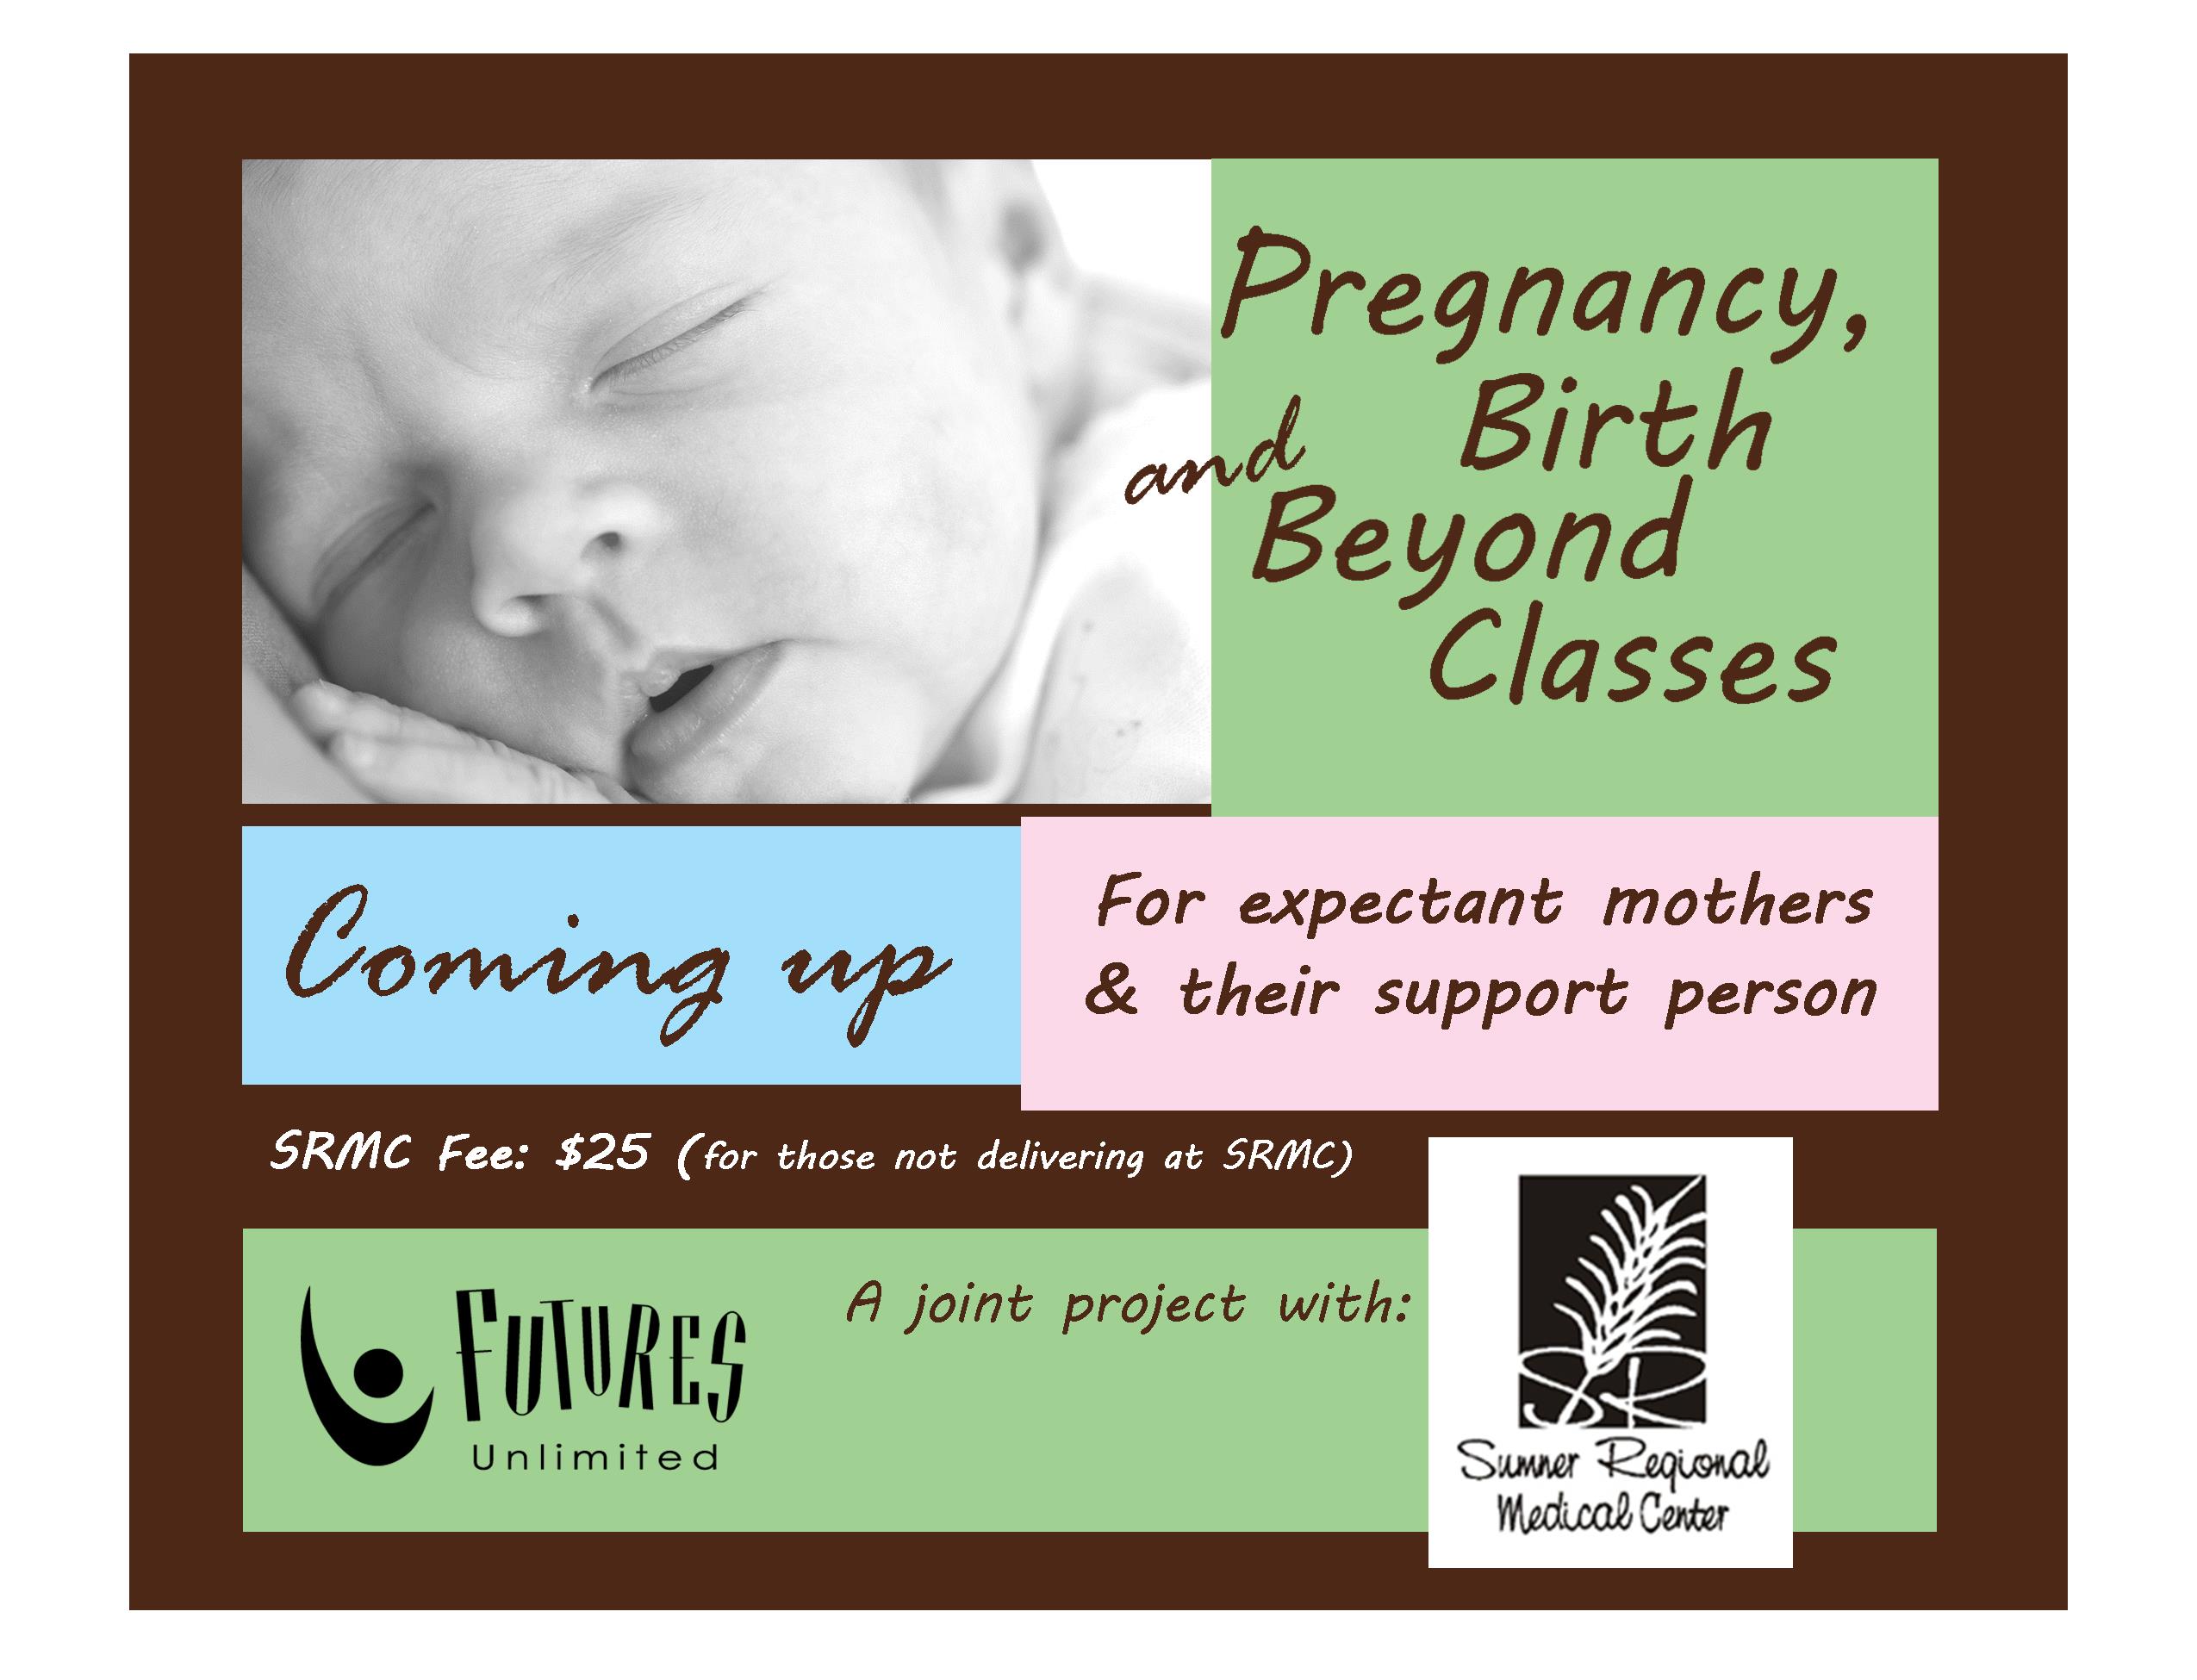 Pregnancy,
Birth
and
Beyond
Classes
Coming up
For expectant mothers
& their support person
SRMC Fee: $25 (for those not delivering at SRMC)
FUTURES
Unlimited
A joint project with:
SR
Sumner Regional
Medical Center